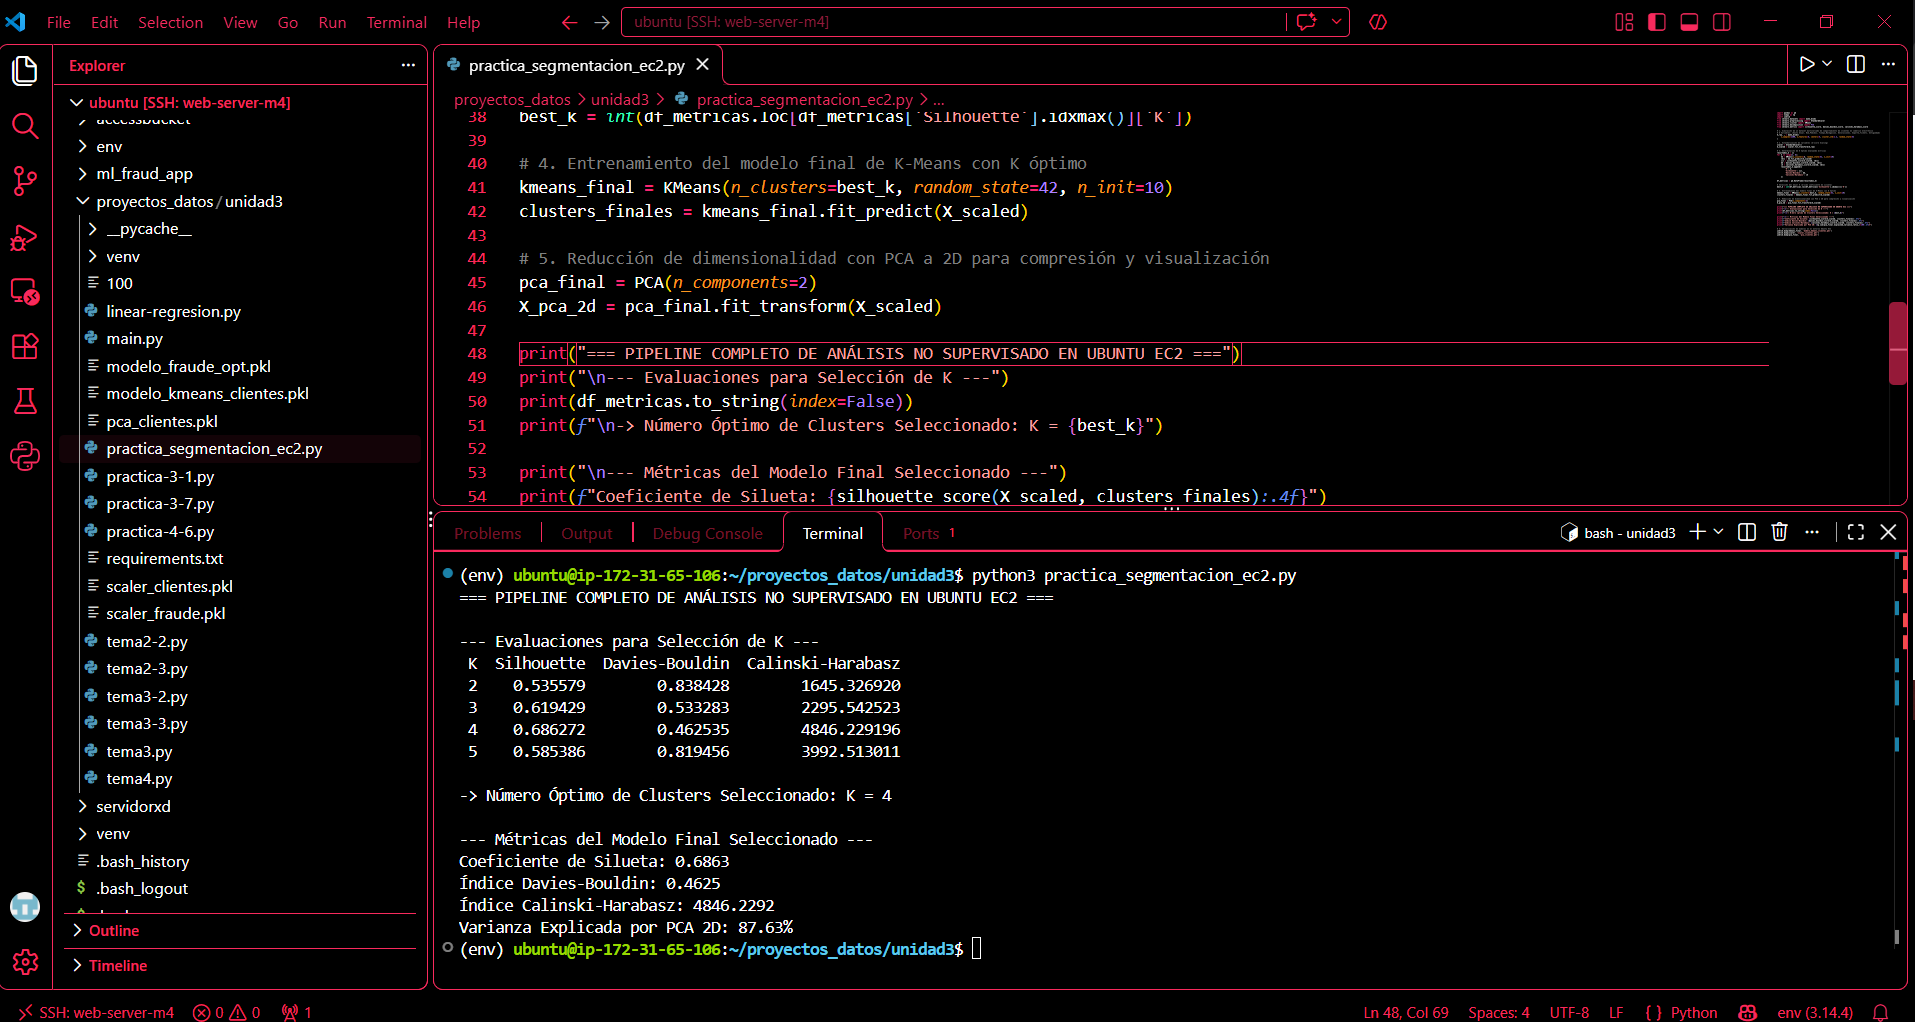 File Edit Selection View Go Run Terminal Help
ubuntu [SSH: web-server-m4]
Explorer
ubuntu [SSH: web-server-m4]
accessbucket
env
ml_fraud_app
proyectos_datos / unidad3
__pycache__
venv
100
linear-regresion.py
main.py
modelo_fraude_opt.pkl
modelo_kmeans_clientes.pkl
pca_clientes.pkl
practica_segmentacion_ec2.py
practica-3-1.py
practica-3-7.py
practica-4-6.py
requirements.txt
scaler_clientes.pkl
scaler_fraude.pkl
tema2-2.py
tema2-3.py
tema3-2.py
tema3-3.py
tema3.py
tema4.py
servidorxd
venv
.bash_history
.bash_logout
Outline
Timeline
practica_segmentacion_ec2.py
proyectos_datos > unidad3 > practica_segmentacion_ec2.py > ...
38 best_k = int(df_metricas.loc[df_metricas['Silhouette'].idxmax()]['K'])
39
40 # 4. Entrenamiento del modelo final de K-Means con K óptimo
41 kmeans_final = KMeans(n_clusters=best_k, random_state=42, n_init=10)
42 clusters_finales = kmeans_final.fit_predict(X_scaled)
43
44 # 5. Reducción de dimensionalidad con PCA a 2D para compresión y visualización
45 pca_final = PCA(n_components=2)
46 X_pca_2d = pca_final.fit_transform(X_scaled)
47
48 print("=== PIPELINE COMPLETO DE ANÁLISIS NO SUPERVISADO EN UBUNTU EC2 ===")
49 print("\n--- Evaluaciones para Selección de K ---")
50 print(df_metricas.to_string(index=False))
51 print(f"\n-> Número Óptimo de Clusters Seleccionado: K = {best_k}")
52
53 print("\n--- Métricas del Modelo Final Seleccionado ---")
54 print(f"Coeficiente de Silueta: {silhouette_score(X_scaled, clusters_finales):.4f}")
Problems Output Debug Console Terminal Ports 1
bash - unidad3
(env) ubuntu@ip-172-31-65-106:~/proyectos_datos/unidad3$ python3 practica_segmentacion_ec2.py
=== PIPELINE COMPLETO DE ANÁLISIS NO SUPERVISADO EN UBUNTU EC2 ===
--- Evaluaciones para Selección de K ---
K Silhouette Davies-Bouldin Calinski-Harabasz
2 0.535579 0.838428 1645.326920
3 0.619429 0.533283 2295.542523
4 0.686272 0.462535 4846.229196
5 0.585386 0.819456 3992.513011
-> Número Óptimo de Clusters Seleccionado: K = 4
--- Métricas del Modelo Final Seleccionado ---
Coeficiente de Silueta: 0.6863
Índice Davies-Bouldin: 0.4625
Índice Calinski-Harabasz: 4846.2292
Varianza Explicada por PCA 2D: 87.63%
(env) ubuntu@ip-172-31-65-106:~/proyectos_datos/unidad3$
SSH: web-server-m4 0 0 1
Ln 48, Col 69 Spaces: 4 UTF-8 LF { } Python env (3.14.4)